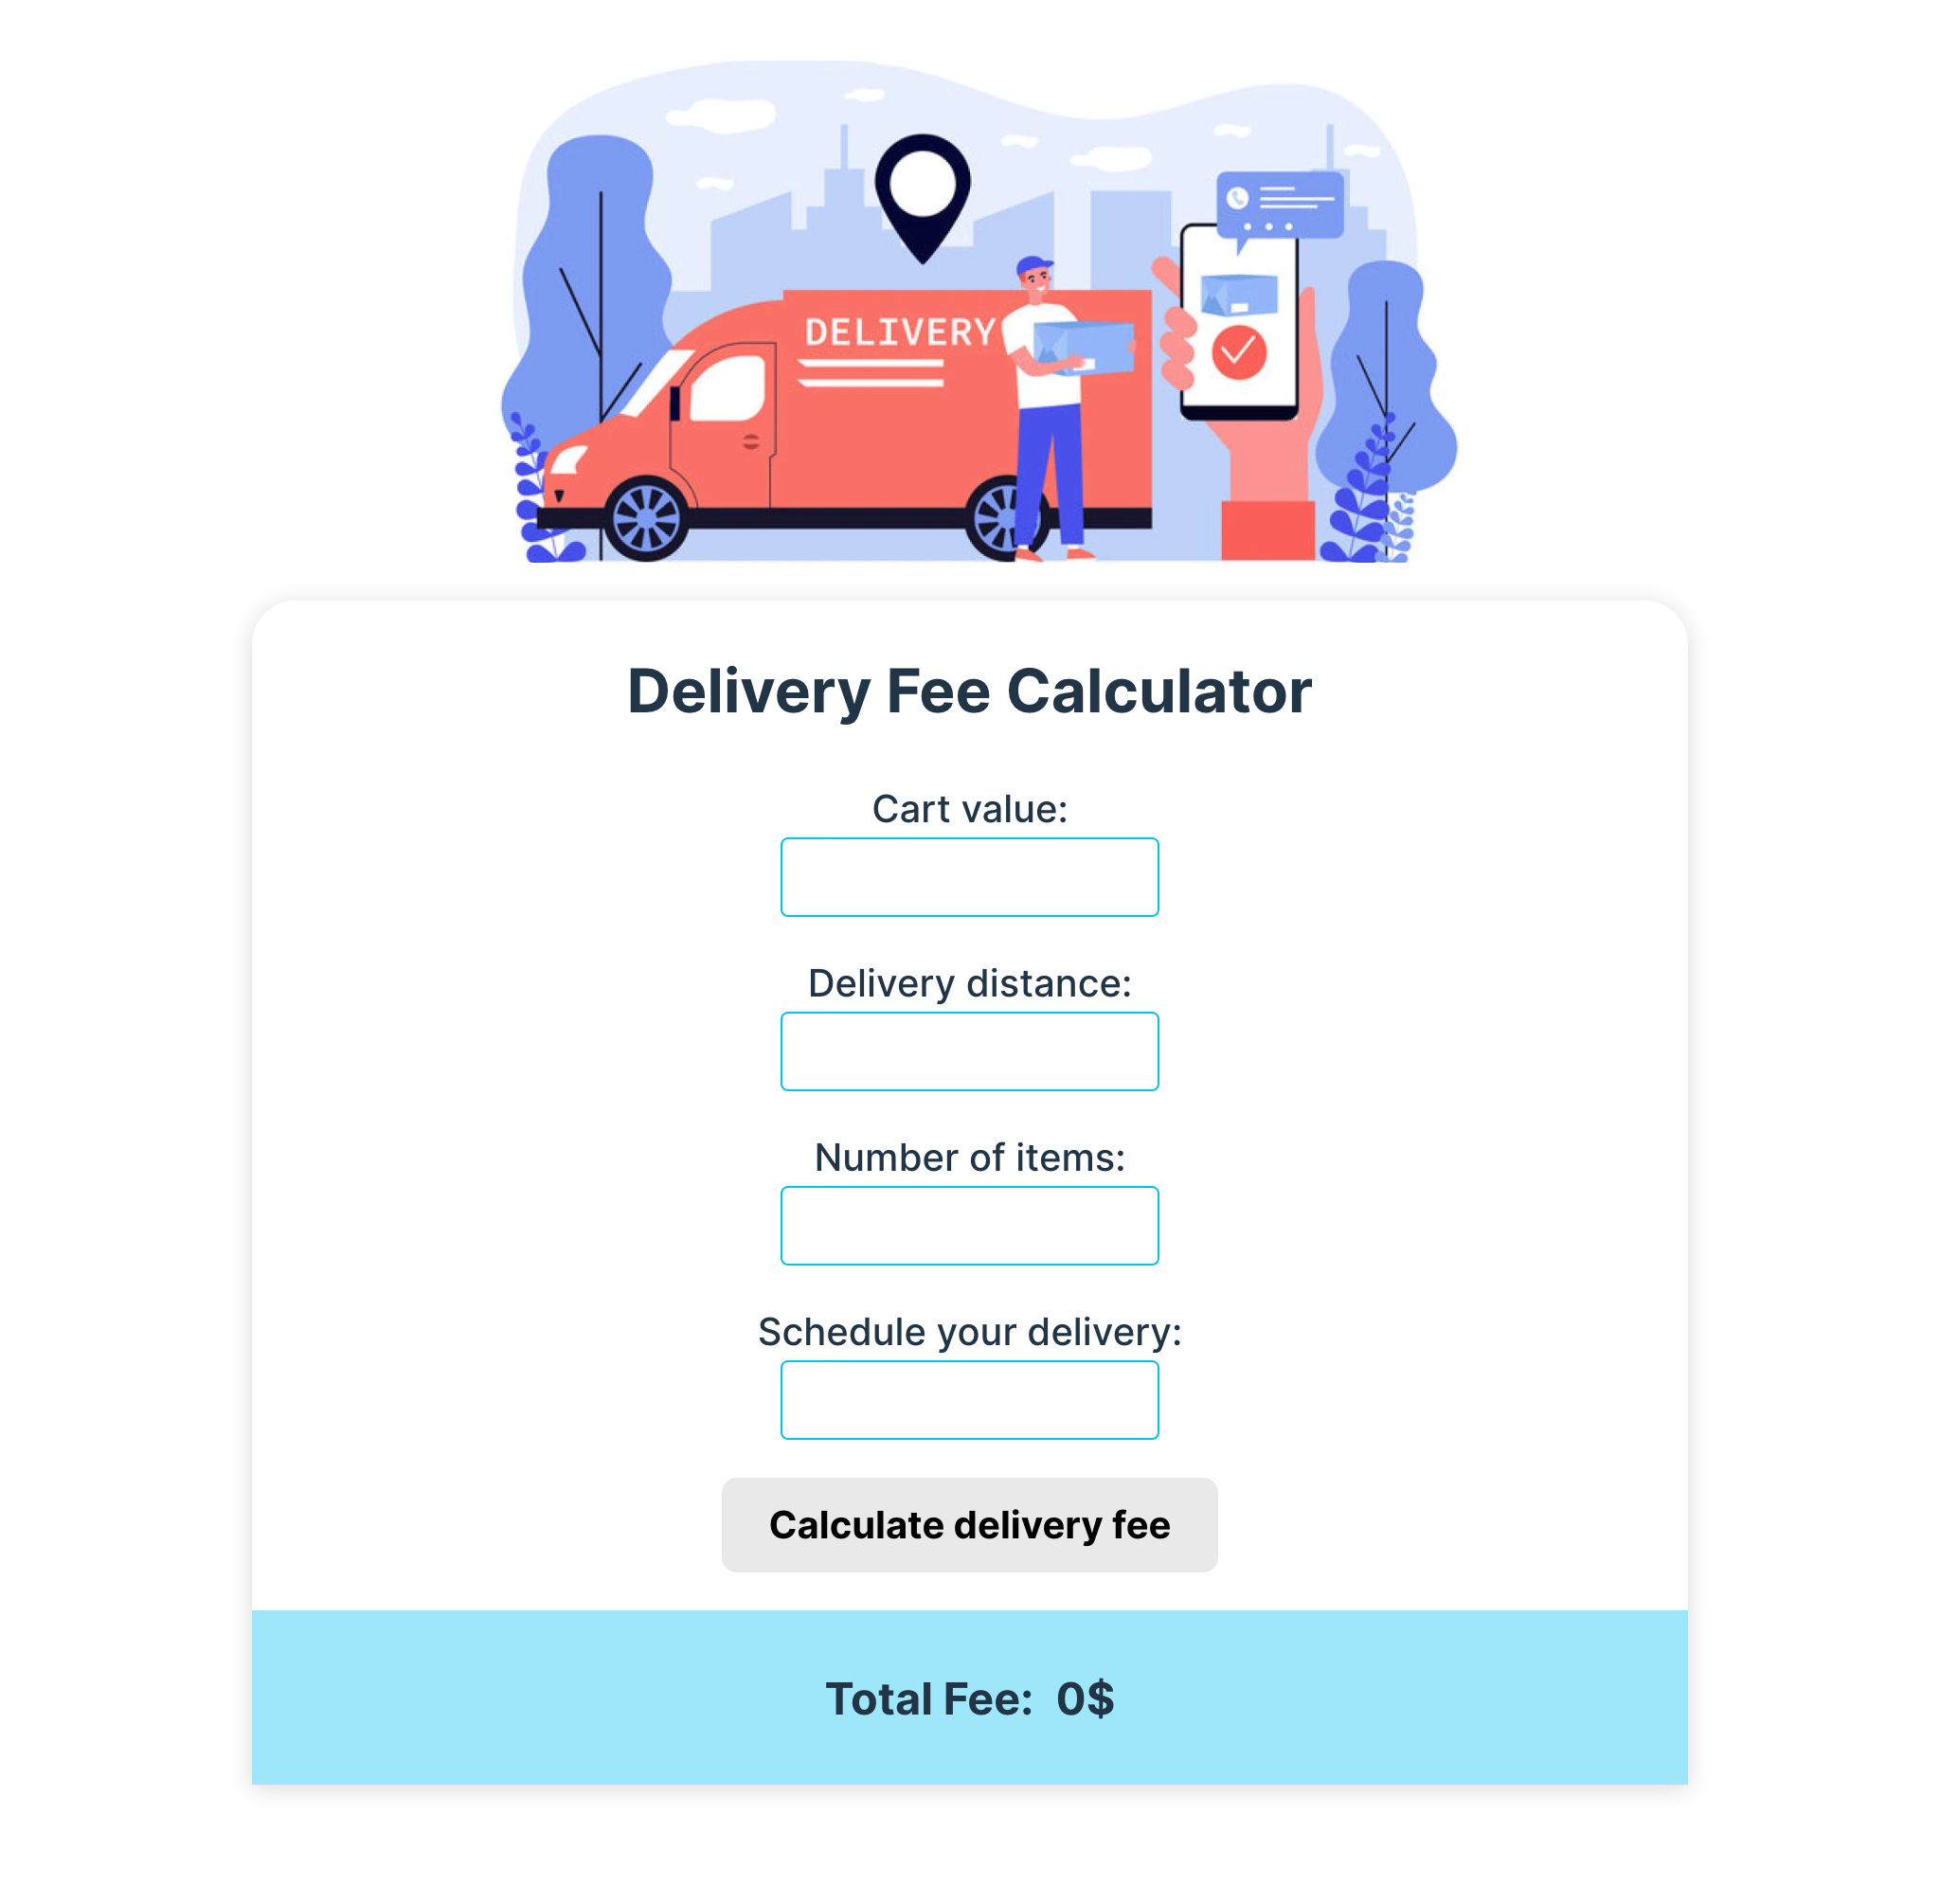 DELIVERY
Delivery Fee Calculator
Cart value:
Delivery distance:
Number of items:
Schedule your delivery:
Calculate delivery fee
Total Fee: 0$